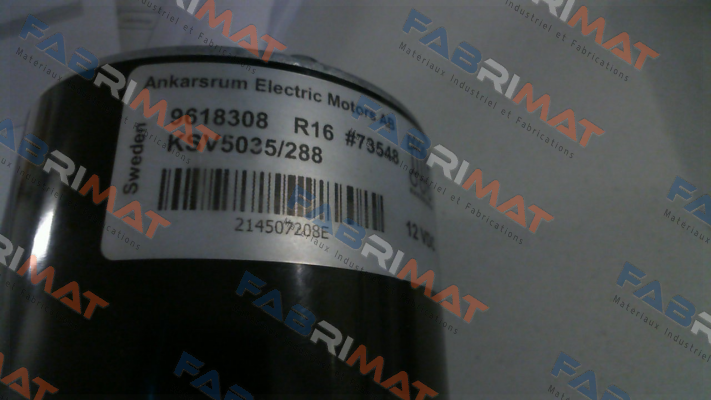 Ankarsrum Electric Motors AB
Sweden
9618308 R16 #73548
KSV5035/288
214507208E
12 VDC
FABRIMAT
Materiaux Industriel et Fabrications